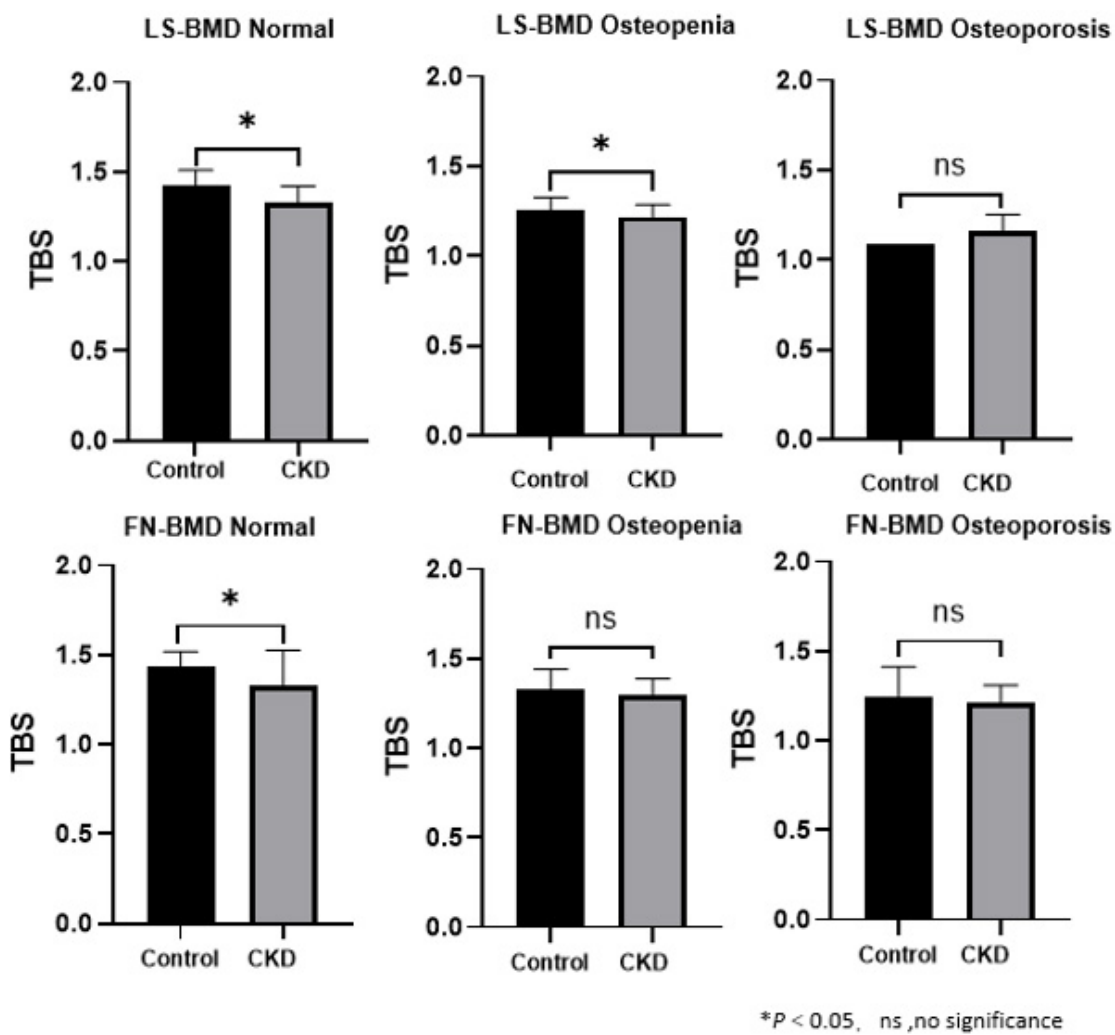 LS-BMD Normal
LS-BMD Osteopenia
LS-BMD Osteoporosis
2.0
1.5
1.0
0.5
0.0
TBS
*
Control
CKD
2.0
1.5
1.0
0.5
0.0
TBS
*
Control
CKD
2.0
1.5
1.0
0.5
0.0
TBS
ns
Control
CKD
FN-BMD Normal
FN-BMD Osteopenia
FN-BMD Osteoporosis
2.0
1.5
1.0
0.5
0.0
TBS
*
Control
CKD
2.0
1.5
1.0
0.5
0.0
TBS
ns
Control
CKD
2.0
1.5
1.0
0.5
0.0
TBS
ns
Control
CKD
*P < 0.05, ns ,no significance